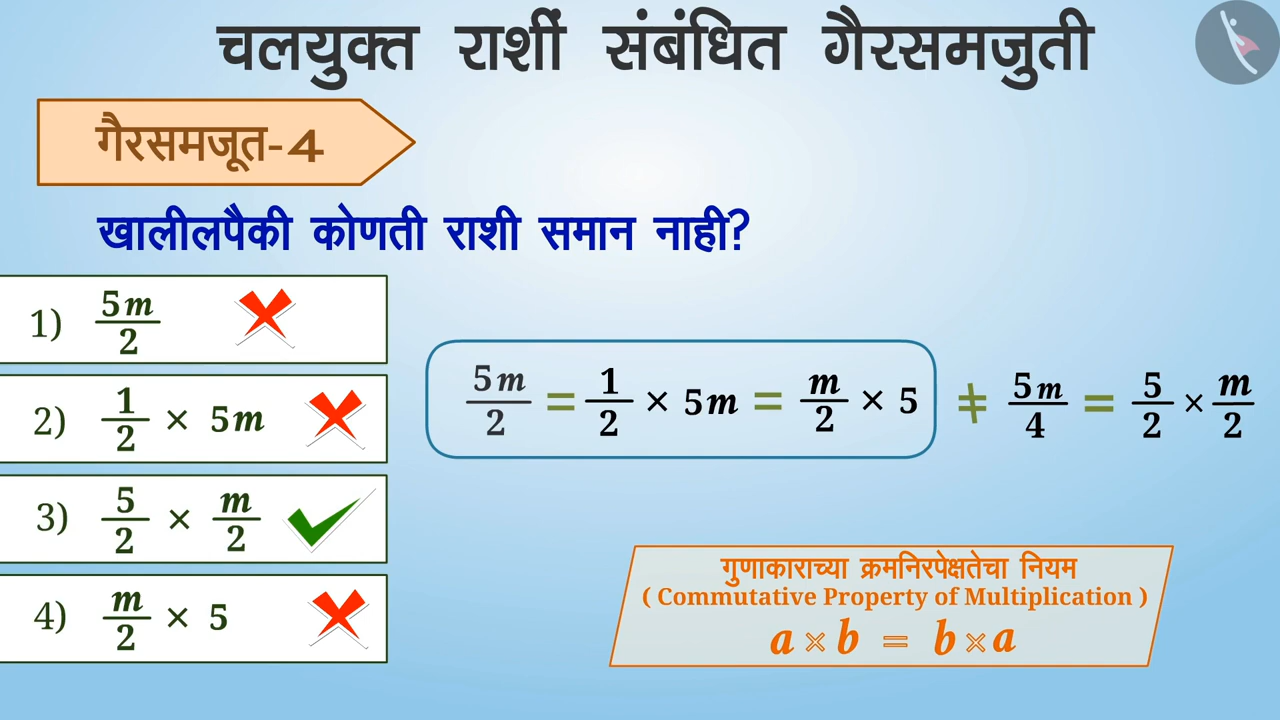 चलयुक्त राशीं संबंधित गैरसमजुती
गैरसमजूत-4
खालीलपैकी कोणती राशी समान नाही?
1) 5m/2
2) 1/2 × 5m
3) 5/2 × m/2
4) m/2 × 5
5m/2 = 1/2 × 5m = m/2 × 5 ≠ 5m/4 = 5/2 × m/2
गुणाकाराच्या क्रमनिरपेक्षतेचा नियम
( Commutative Property of Multiplication )
a × b = b × a